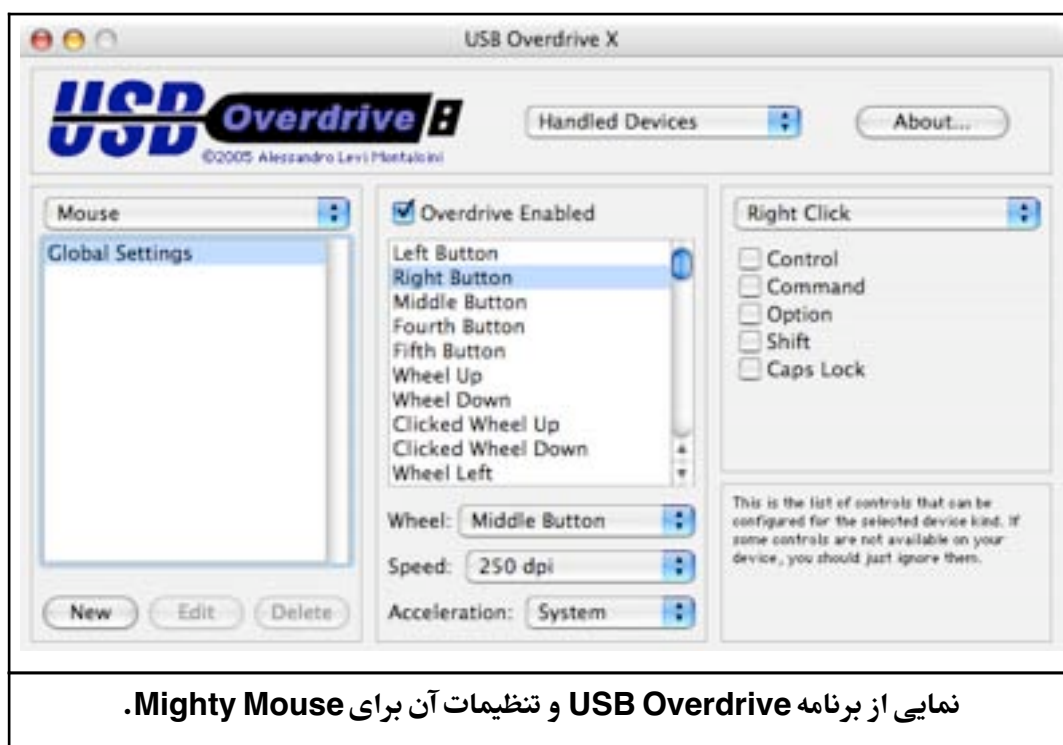 USB Overdrive X
USB Overdrive
©2005 Alessandro Levi Montalcini
Handled Devices
About...
Mouse
Global Settings
New
Edit
Delete
Overdrive Enabled
Left Button
Right Button
Middle Button
Fourth Button
Fifth Button
Wheel Up
Wheel Down
Clicked Wheel Up
Clicked Wheel Down
Wheel Left
Wheel: Middle Button
Speed: 250 dpi
Acceleration: System
Right Click
Control
Command
Option
Shift
Caps Lock
This is the list of controls that can be
configured for the selected device kind. If
some controls are not available on your
device, you should just ignore them.
نمایی از برنامه USB Overdrive و تنظیمات آن برای Mighty Mouse.